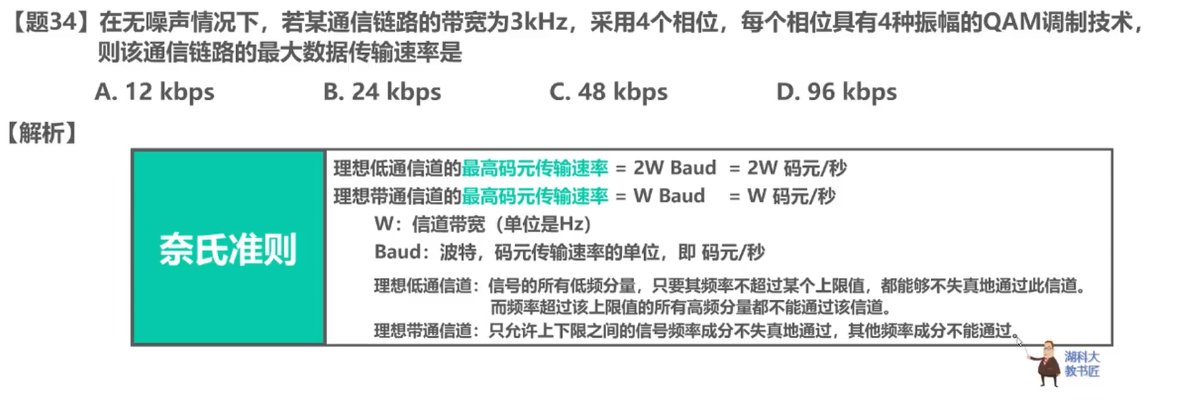 【题34】在无噪声情况下，若某通信链路的带宽为3kHz，采用4个相位，每个相位具有4种振幅的QAM调制技术，
则该通信链路的最大数据传输速率是
A. 12 kbps B. 24 kbps C. 48 kbps D. 96 kbps
【解析】
奈氏准则
理想低通信道的最高码元传输速率 = 2W Baud = 2W 码元/秒
理想带通信道的最高码元传输速率 = W Baud = W 码元/秒
W：信道带宽（单位是Hz）
Baud：波特，码元传输速率的单位，即 码元/秒
理想低通信道：信号的所有低频分量，只要其频率不超过某个上限值，都能够不失真地通过此信道。
而频率超过该上限值的所有高频分量都不能通过该信道。
理想带通信道：只允许上下限之间的信号频率成分不失真地通过，其他频率成分不能通过。
湖科大
教书匠